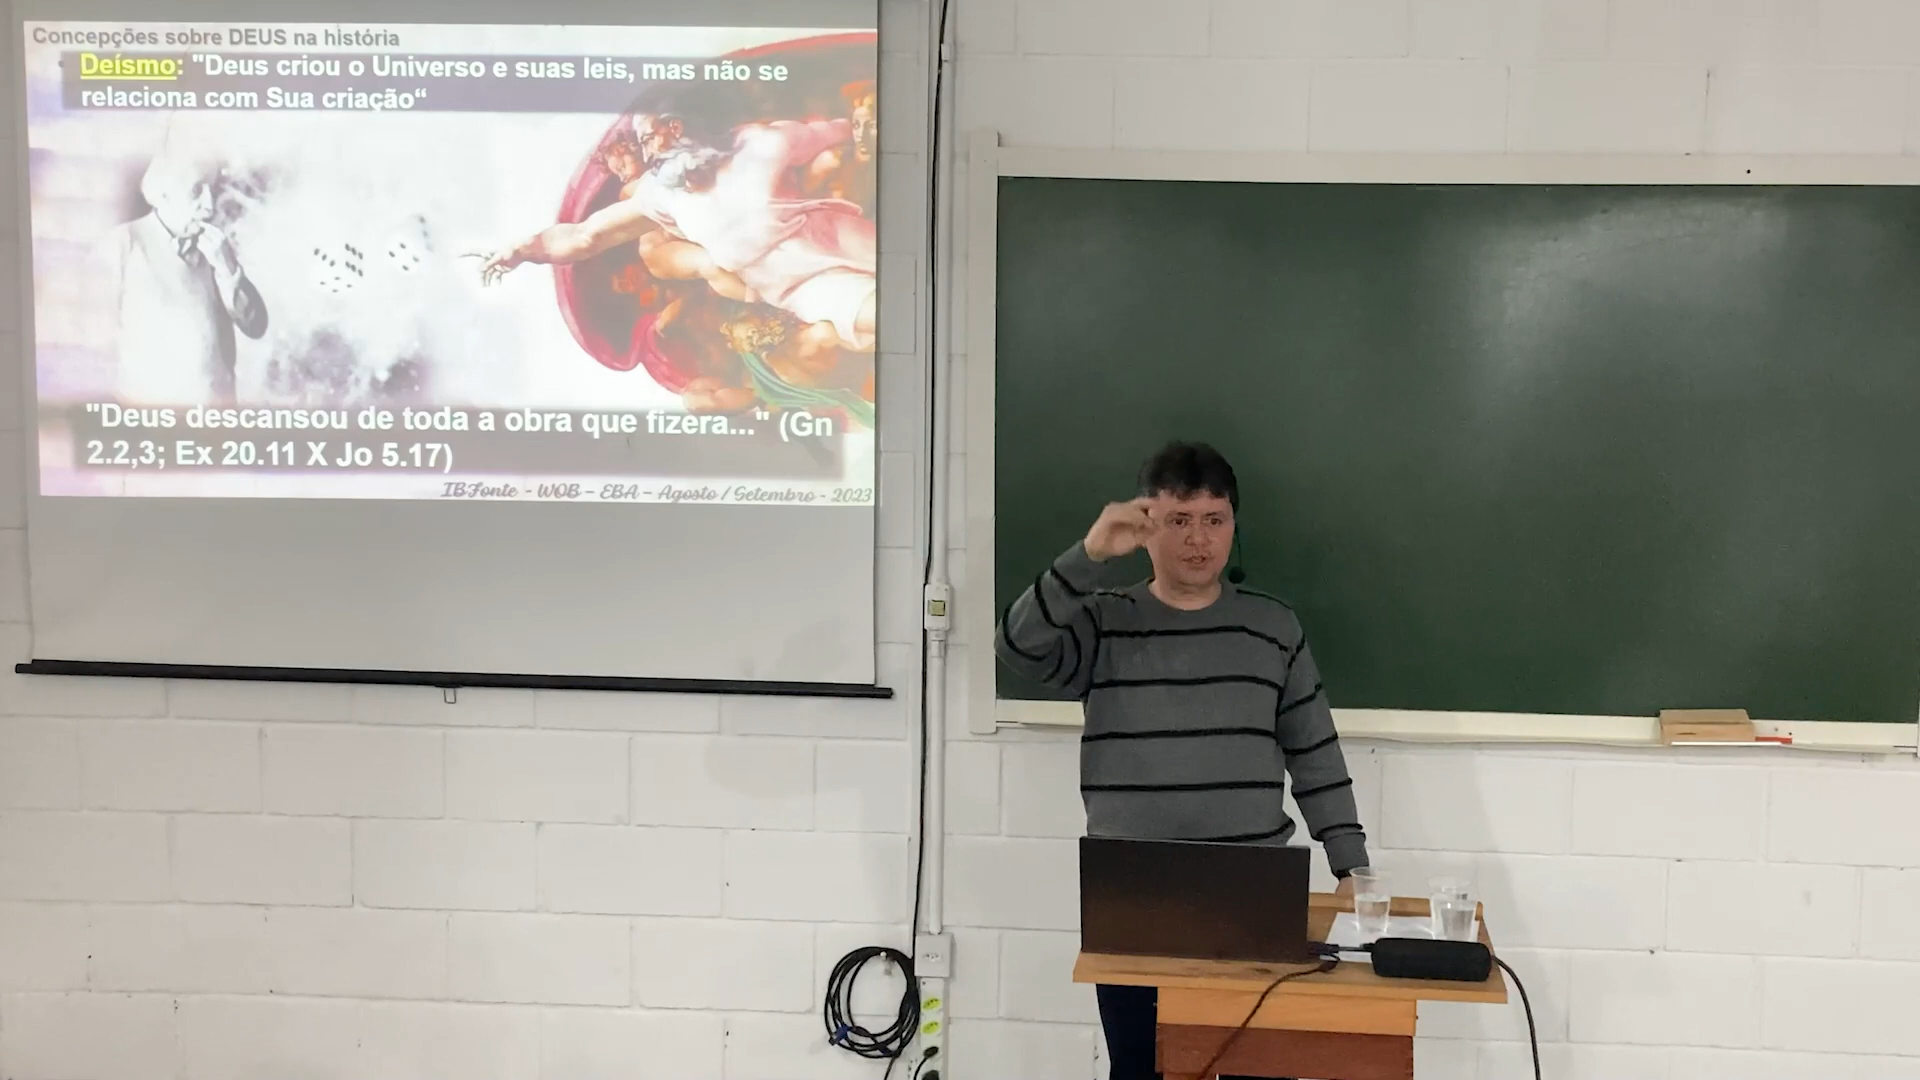 Concepções sobre DEUS na história
• Deísmo: "Deus criou o Universo e suas leis, mas não se
relaciona com Sua criação“
"Deus descansou de toda a obra que fizera..." (Gn
2.2,3; Ex 20.11 X Jo 5.17)
IBFonte - WOB - EBA - Agosto / Setembro - 2023